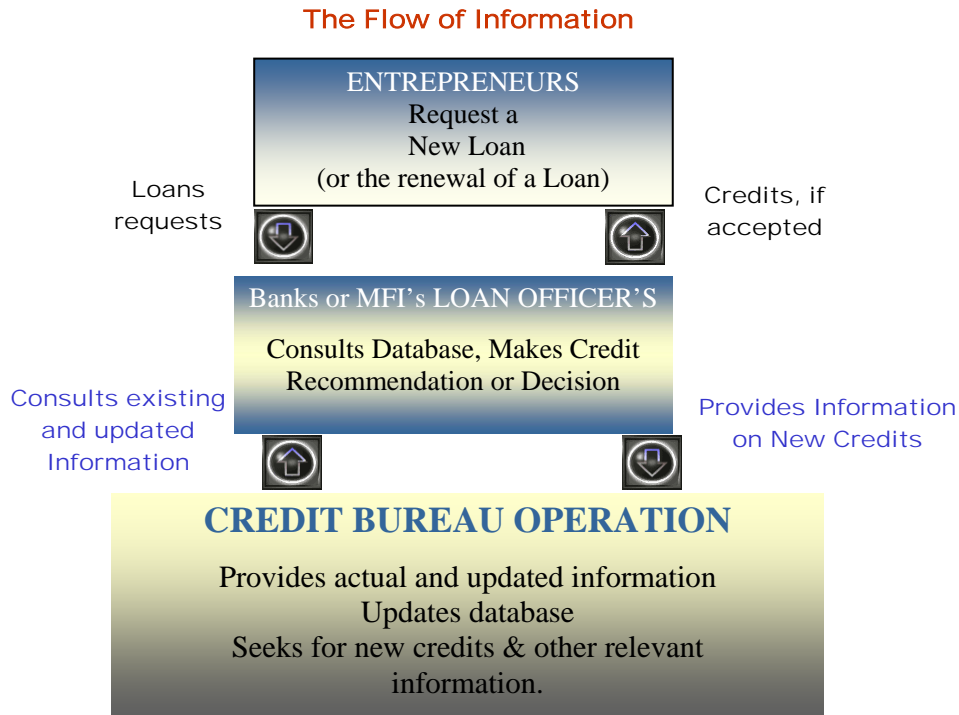 The Flow of Information
ENTREPRENEURS
Request a
New Loan
(or the renewal of a Loan)
Loans
requests
Credits, if
accepted
Banks or MFI’s LOAN OFFICER’S
Consults Database, Makes Credit
Recommendation or Decision
Consults existing
and updated
Information
Provides Information
on New Credits
CREDIT BUREAU OPERATION
Provides actual and updated information
Updates database
Seeks for new credits & other relevant
information.